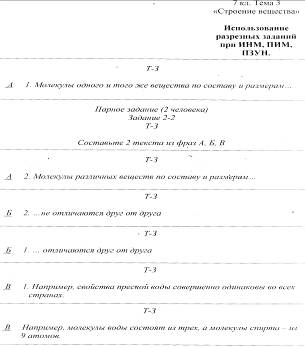 7 кл. Тема 3
«Строение вещества»
Использование
разрезных заданий
при ИНМ, ПИМ,
ПЗУН.
Т-3
А 1. Молекулы одного и того же вещества по составу и размерам…
Парное задание (2 человека)
Задание 2-2
Т-3
Составьте 2 текста из фраз А, Б, В
Т-3
А 2. Молекулы различных веществ по составу и размерам…
Т-3
Б 2. …не отличаются друг от друга
Т-3
Б 1. … отличаются друг от друга
Т-3
В 1. Например, свойства престой воды совершенно одинаковы во всех
странах.
Т-3
В Например, молекулы воды состоят из трех, а молекулы спирта – из
9 атомов.